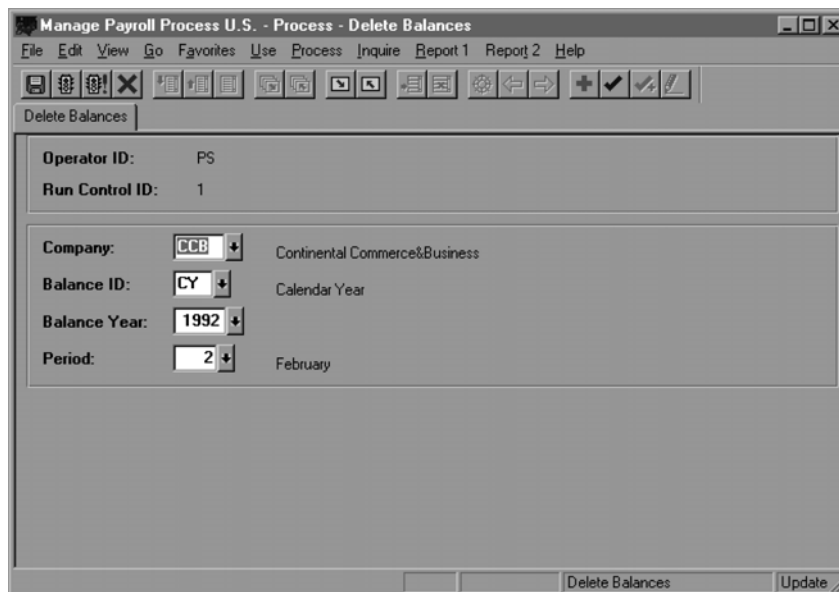 Manage Payroll Process U.S. - Process - Delete Balances
File Edit View Go Favorites Use Process Inquire Report 1 Report 2 Help
Delete Balances
Operator ID: PS
Run Control ID: 1
Company: CCB Continental Commerce&Business
Balance ID: CY Calendar Year
Balance Year: 1992
Period: 2 February
Delete Balances Update